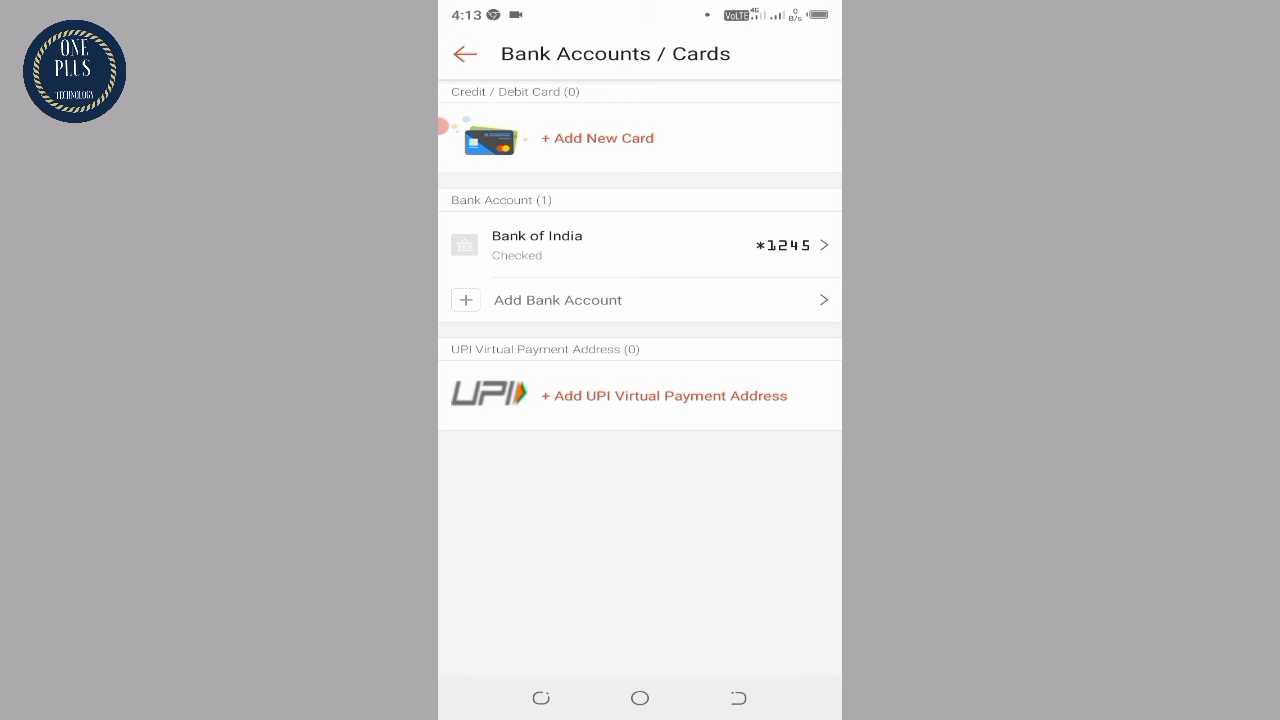 ONE
PLUS
TECHNOLOGY
4:13
VoLTE 4G 0 B/s
Bank Accounts / Cards
Credit / Debit Card (0)
+ Add New Card
Bank Account (1)
Bank of India
*1245
Checked
Add Bank Account
UPI Virtual Payment Address (0)
UPI
+ Add UPI Virtual Payment Address